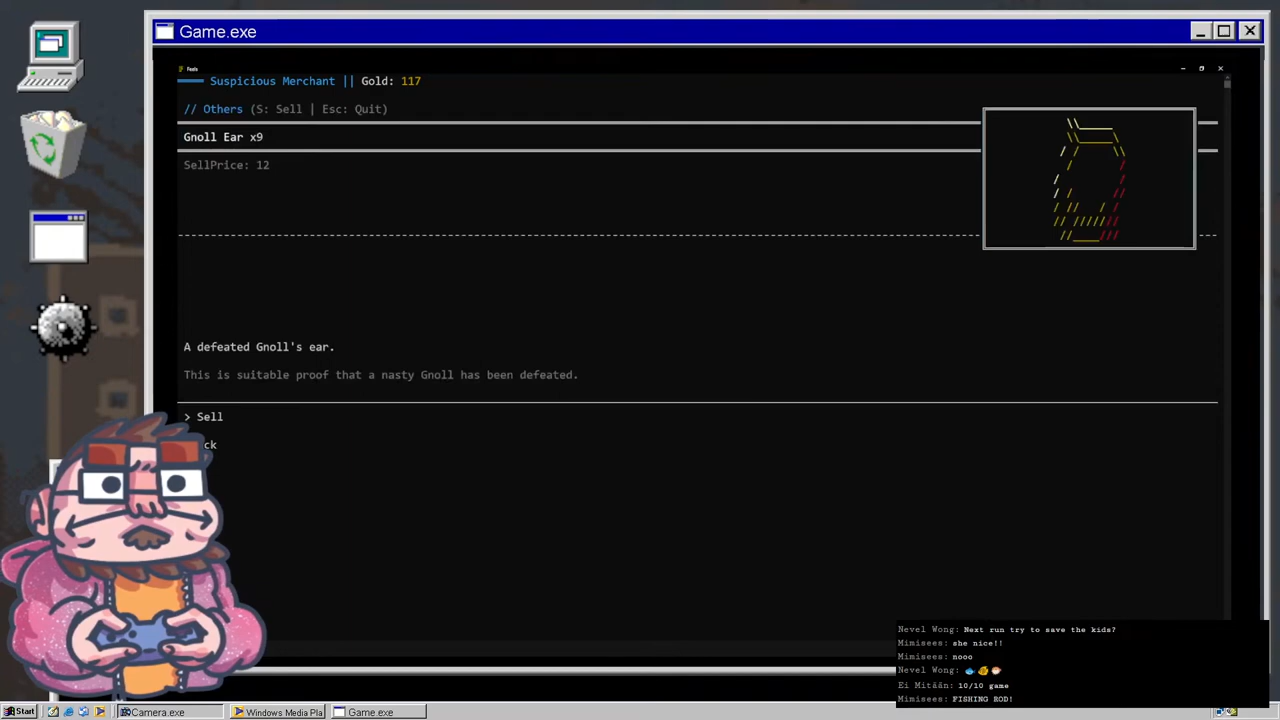 Game.exe
Feels
Suspicious Merchant || Gold: 117
// Others (S: Sell | Esc: Quit)
Gnoll Ear x9
SellPrice: 12
A defeated Gnoll's ear.
This is suitable proof that a nasty Gnoll has been defeated.
> Sell
ck
Nevel Wong: Next run try to save the kids?
Mimisees: she nice!!
Mimisees: nooo
Nevel Wong: 🐟🐠🐡
Ei Mitään: 10/10 game
Mimisees: FISHING ROD!
Start
Camera.exe
Windows Media Pla
Game.exe